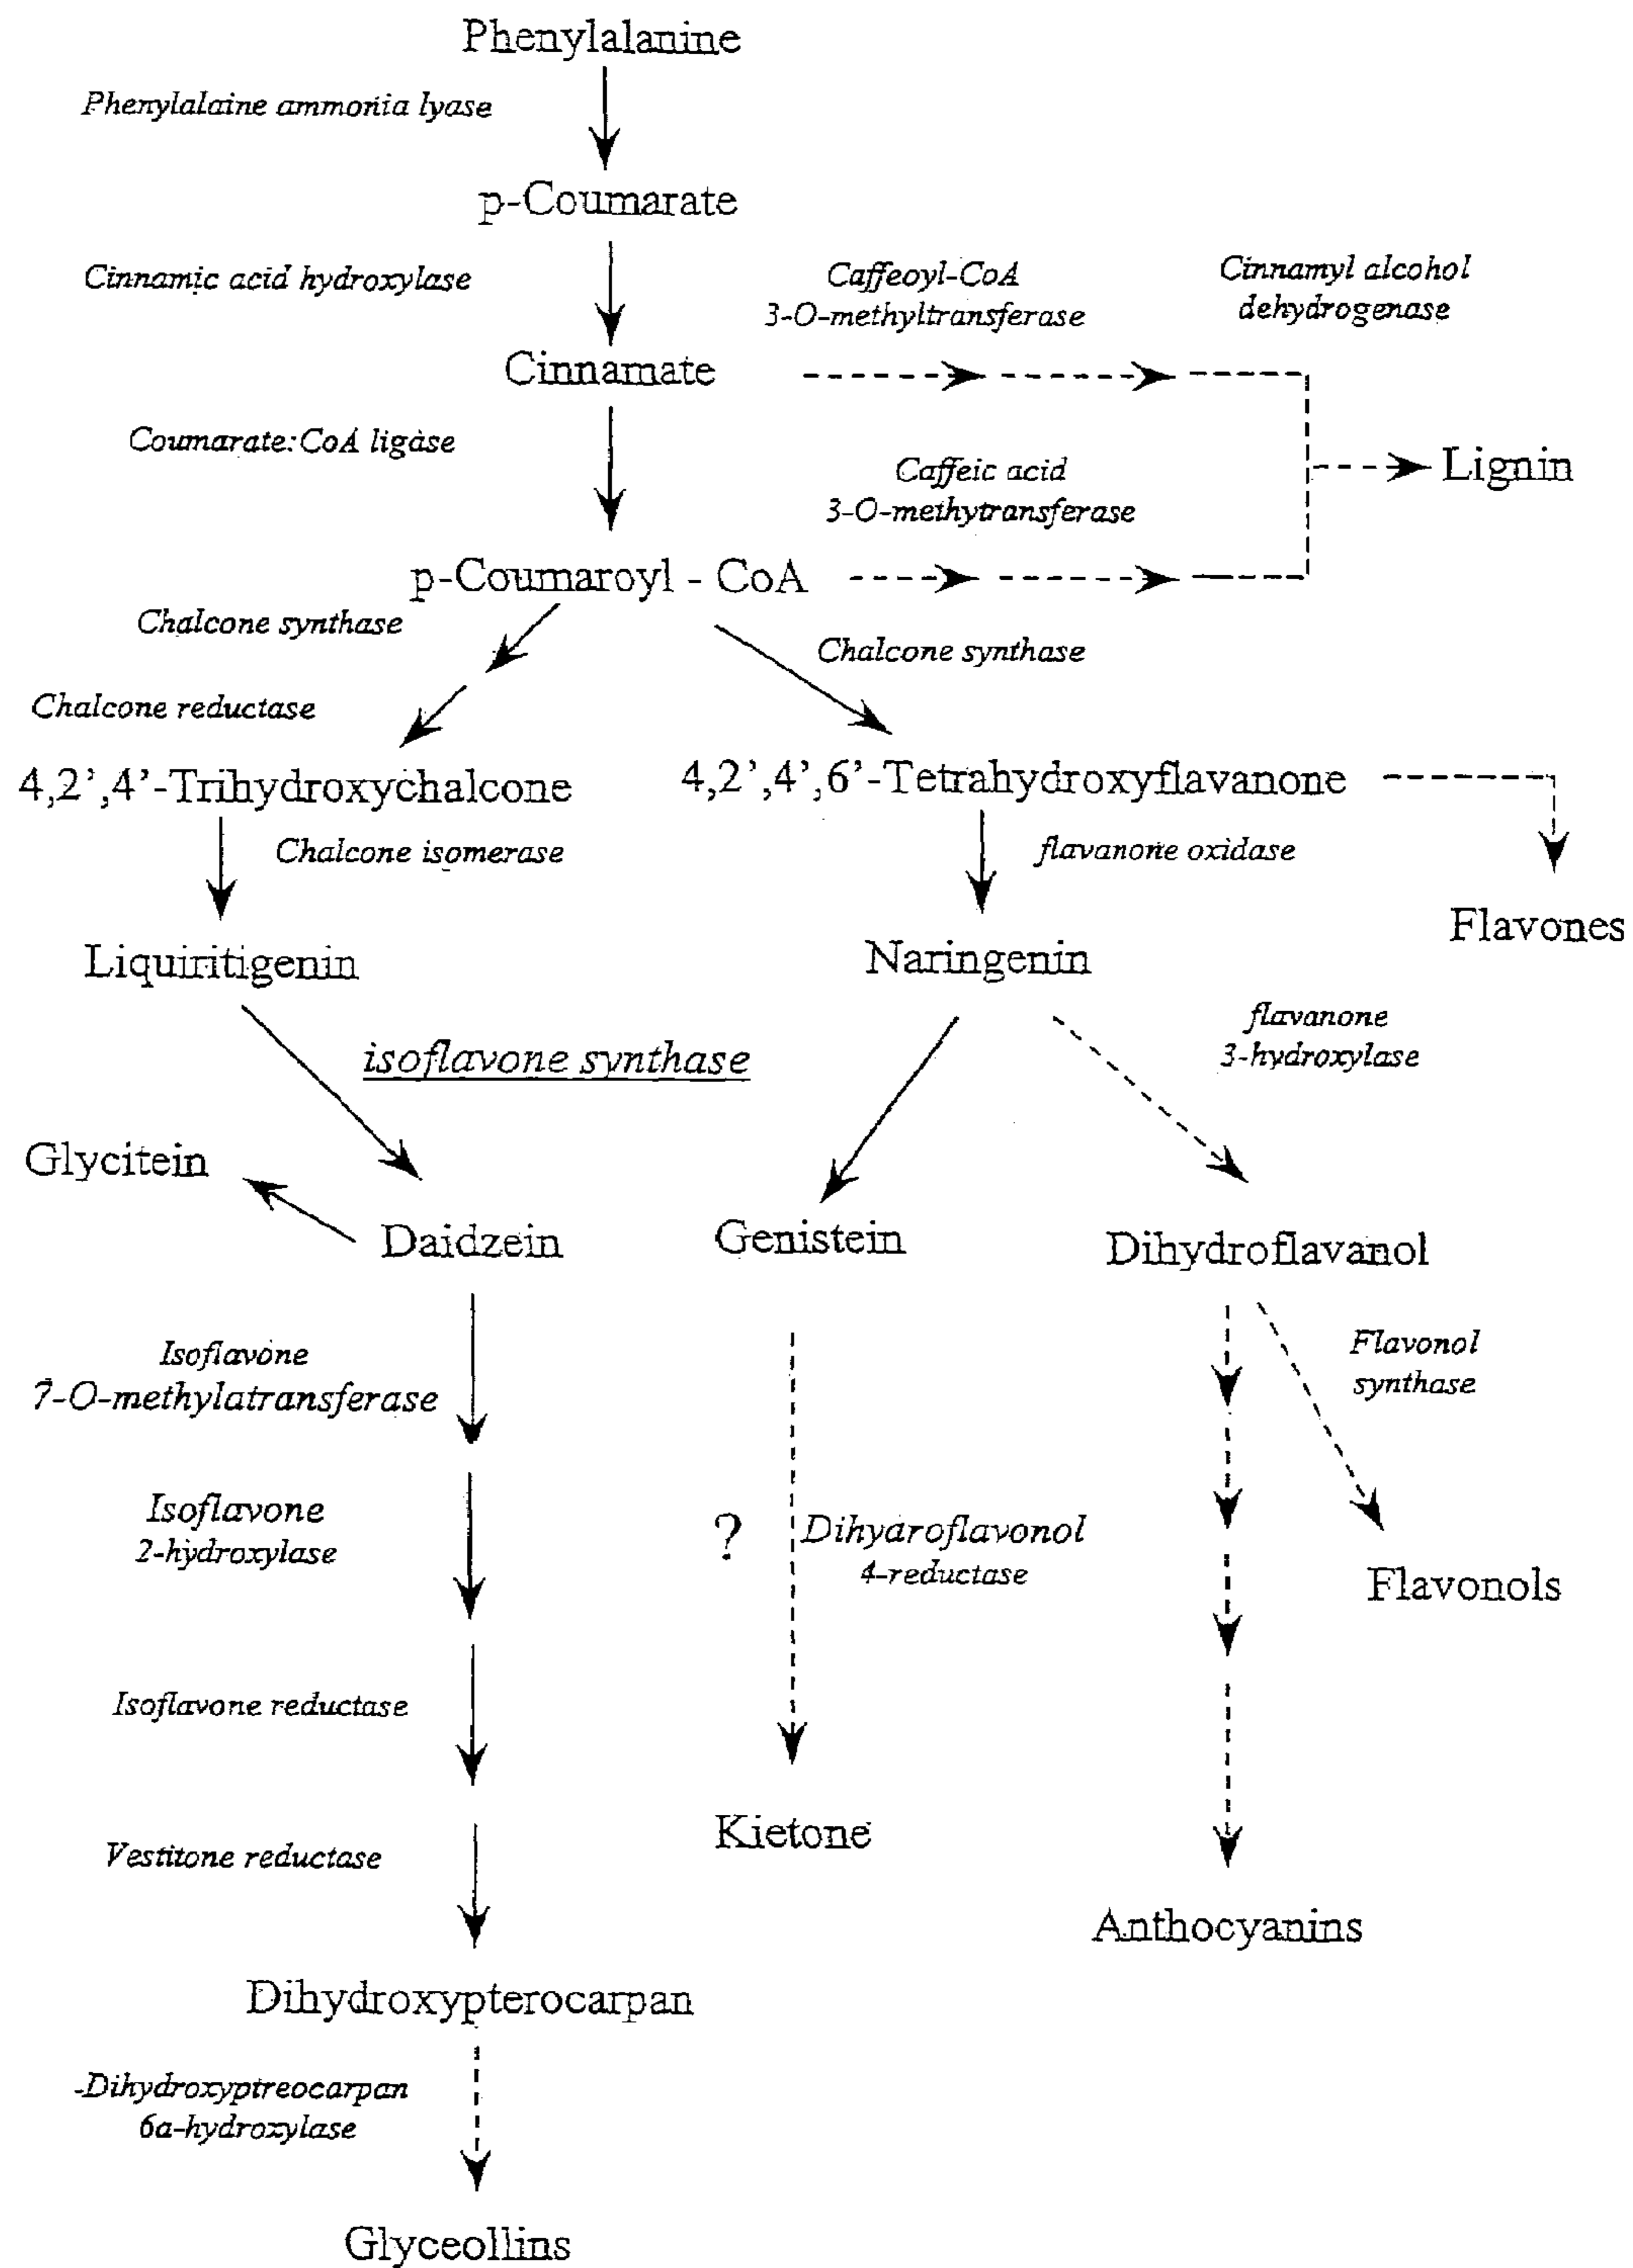 Phenylalanine
Phenylalaine ammonia lyase
p-Coumarate
Cinnamic acid hydroxylase
Caffeoyl-CoA
3-O-methyltransferase
Cinnamyl alcohol
dehydrogenase
Cinnamate
Coumarate:CoA ligase
Caffeic acid
3-O-methytransferase
Lignin
p-Coumaroyl - CoA
Chalcone synthase
Chalcone synthase
Chalcone reductase
4,2',4'-Trihydroxychalcone
4,2',4',6'-Tetrahydroxyflavanone
Chalcone isomerase
flavanone oxidase
Flavones
Liquiritigenin
Naringenin
isoflavone synthase
flavanone
3-hydroxylase
Glycitein
Daidzein
Genistein
Dihydroflavanol
Isoflavone
7-O-methylatransferase
Flavonol
synthase
Isoflavone
2-hydroxylase
?
Dihydroflavonol
4-reductase
Flavonols
Isoflavone reductase
Kietone
Vestitone reductase
Anthocyanins
Dihydroxypterocarpan
-Dihydroxyptreocarpan
6a-hydroxylase
Glyceollins